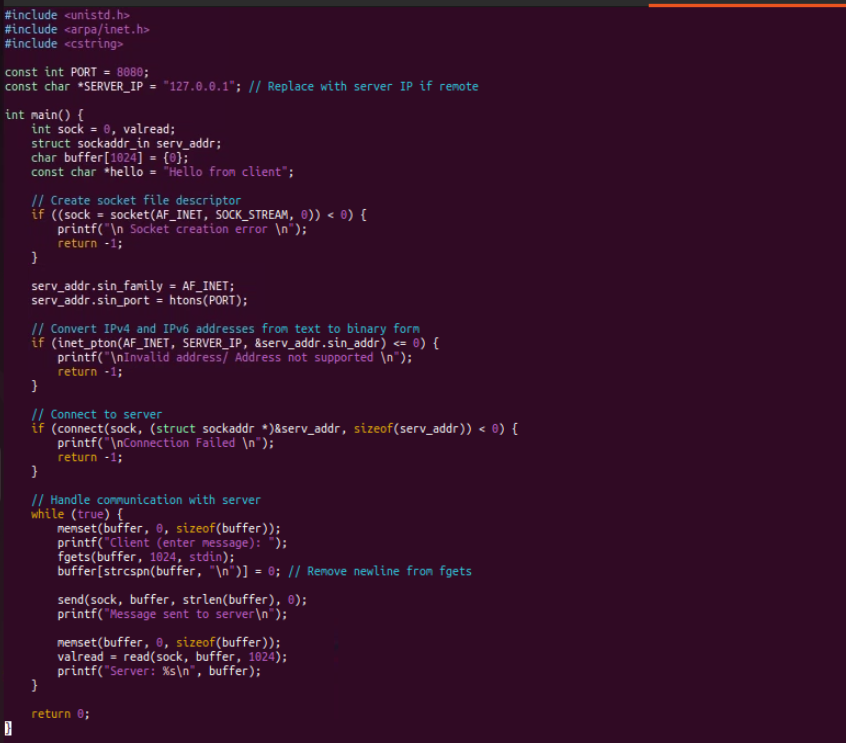 #include <unistd.h>
#include <arpa/inet.h>
#include <cstring>

const int PORT = 8080;
const char *SERVER_IP = "127.0.0.1"; // Replace with server IP if remote

int main() {
    int sock = 0, valread;
    struct sockaddr_in serv_addr;
    char buffer[1024] = {0};
    const char *hello = "Hello from client";

    // Create socket file descriptor
    if ((sock = socket(AF_INET, SOCK_STREAM, 0)) < 0) {
        printf("\n Socket creation error \n");
        return -1;
    }

    serv_addr.sin_family = AF_INET;
    serv_addr.sin_port = htons(PORT);

    // Convert IPv4 and IPv6 addresses from text to binary form
    if (inet_pton(AF_INET, SERVER_IP, &serv_addr.sin_addr) <= 0) {
        printf("\nInvalid address/ Address not supported \n");
        return -1;
    }

    // Connect to server
    if (connect(sock, (struct sockaddr *)&serv_addr, sizeof(serv_addr)) < 0) {
        printf("\nConnection Failed \n");
        return -1;
    }

    // Handle communication with server
    while (true) {
        memset(buffer, 0, sizeof(buffer));
        printf("Client (enter message): ");
        fgets(buffer, 1024, stdin);
        buffer[strcspn(buffer, "\n")] = 0; // Remove newline from fgets

        send(sock, buffer, strlen(buffer), 0);
        printf("Message sent to server\n");

        memset(buffer, 0, sizeof(buffer));
        valread = read(sock, buffer, 1024);
        printf("Server: %s\n", buffer);
    }

    return 0;
}